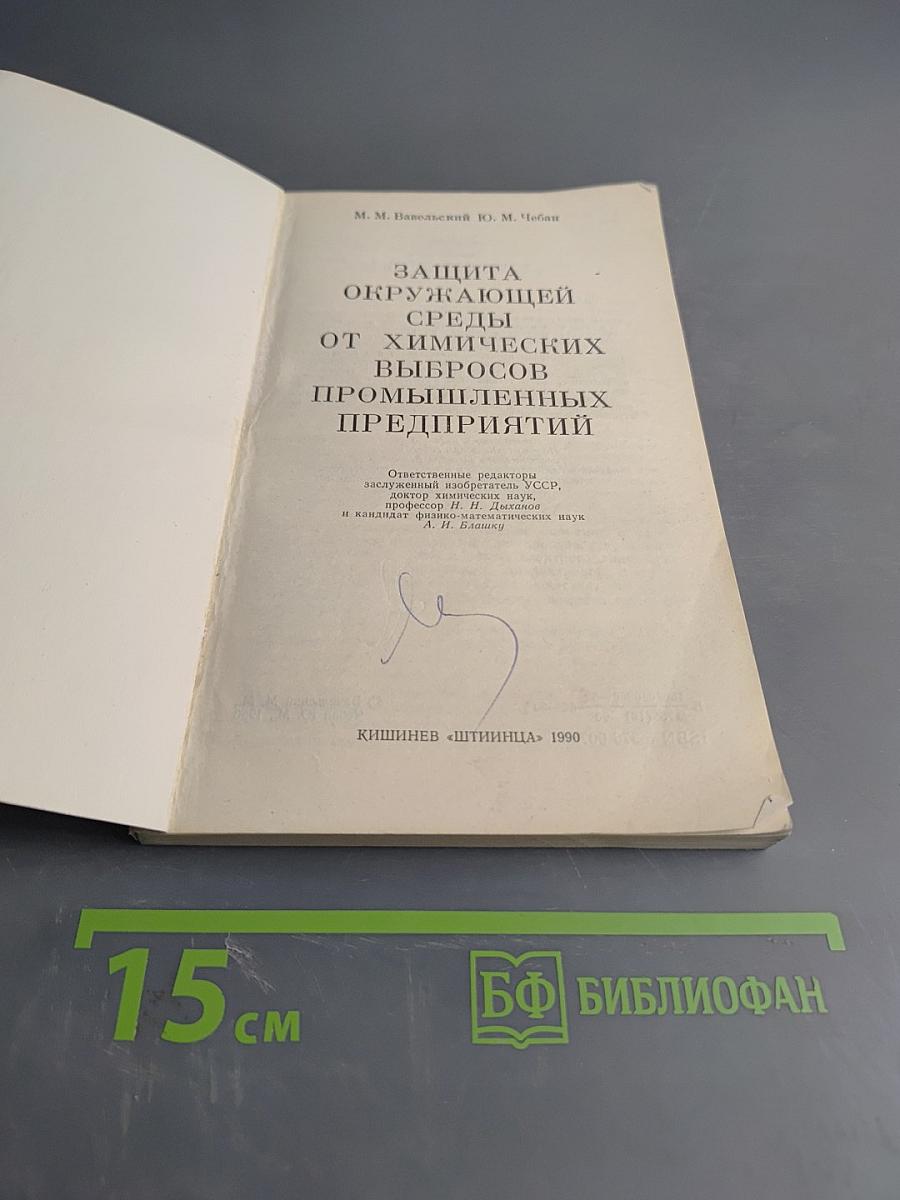 М. М. Вавельский Ю. М. Чебан
ЗАЩИТА
ОКРУЖАЮЩЕЙ
СРЕДЫ
ОТ ХИМИЧЕСКИХ
ВЫБРОСОВ
ПРОМЫШЛЕННЫХ
ПРЕДПРИЯТИЙ
Ответственные редакторы
заслуженный изобретатель УССР,
доктор химических наук,
профессор Н. Н. Дыханов
и кандидат физико-математических наук
А. И. Блашку
КИШИНЕВ «ШТИИНЦА» 1990
15 см
БФ БИБЛИОФАН